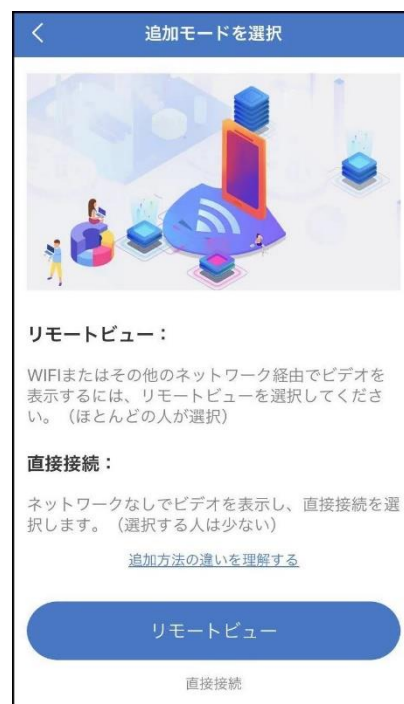 追加モードを選択
リモートビュー：
WIFIまたはその他のネットワーク経由でビデオを
表示するには、リモートビューを選択してくださ
い。（ほとんどの人が選択）
直接接続：
ネットワークなしでビデオを表示し、直接接続を選
択します。（選択する人は少ない）
追加方法の違いを理解する
リモートビュー
直接接続